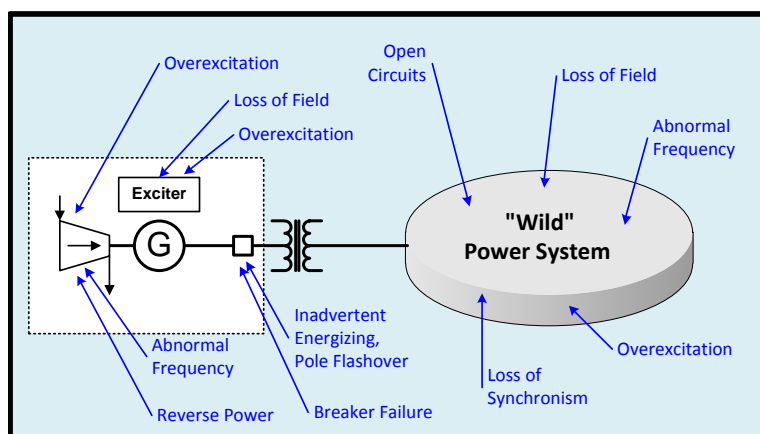 Overexcitation
Loss of Field
Overexcitation
Exciter
G
Abnormal
Frequency
Reverse Power
Inadvertent
Energizing,
Pole Flashover
Breaker Failure
Open
Circuits
Loss of Field
Abnormal
Frequency
"Wild"
Power System
Overexcitation
Loss of
Synchronism